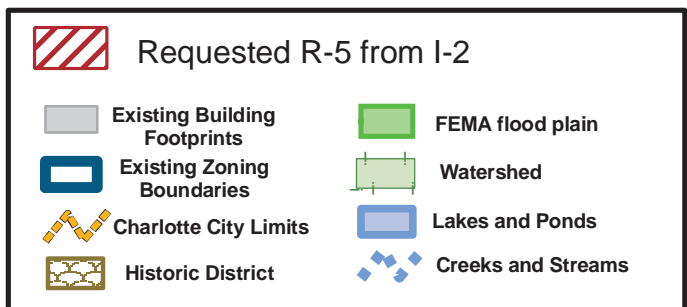 Requested R-5 from I-2
Existing Building
Footprints
Existing Zoning
Boundaries
Charlotte City Limits
Historic District
FEMA flood plain
Watershed
Lakes and Ponds
Creeks and Streams